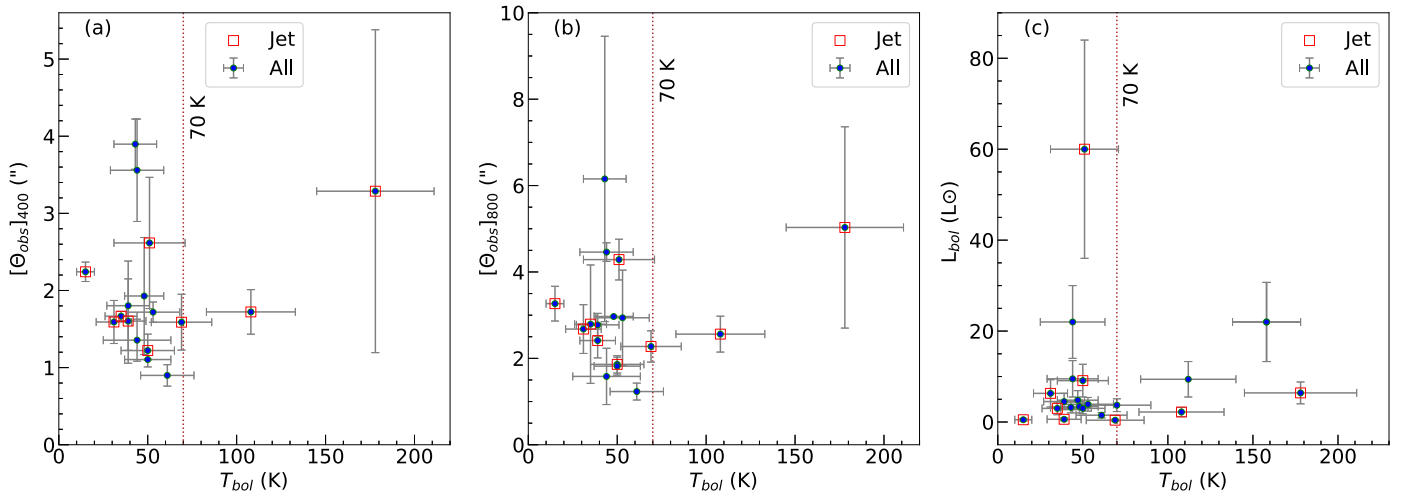 (a)
Jet
All
70 K
[Θobs]400 (")
5
4
3
2
1
0
0 50 100 150 200
Tbol (K)
(b)
Jet
All
70 K
[Θobs]800 (")
10
8
6
4
2
0
0 50 100 150 200
Tbol (K)
(c)
Jet
All
70 K
Lbol (L⊙)
80
60
40
20
0
0 50 100 150 200
Tbol (K)